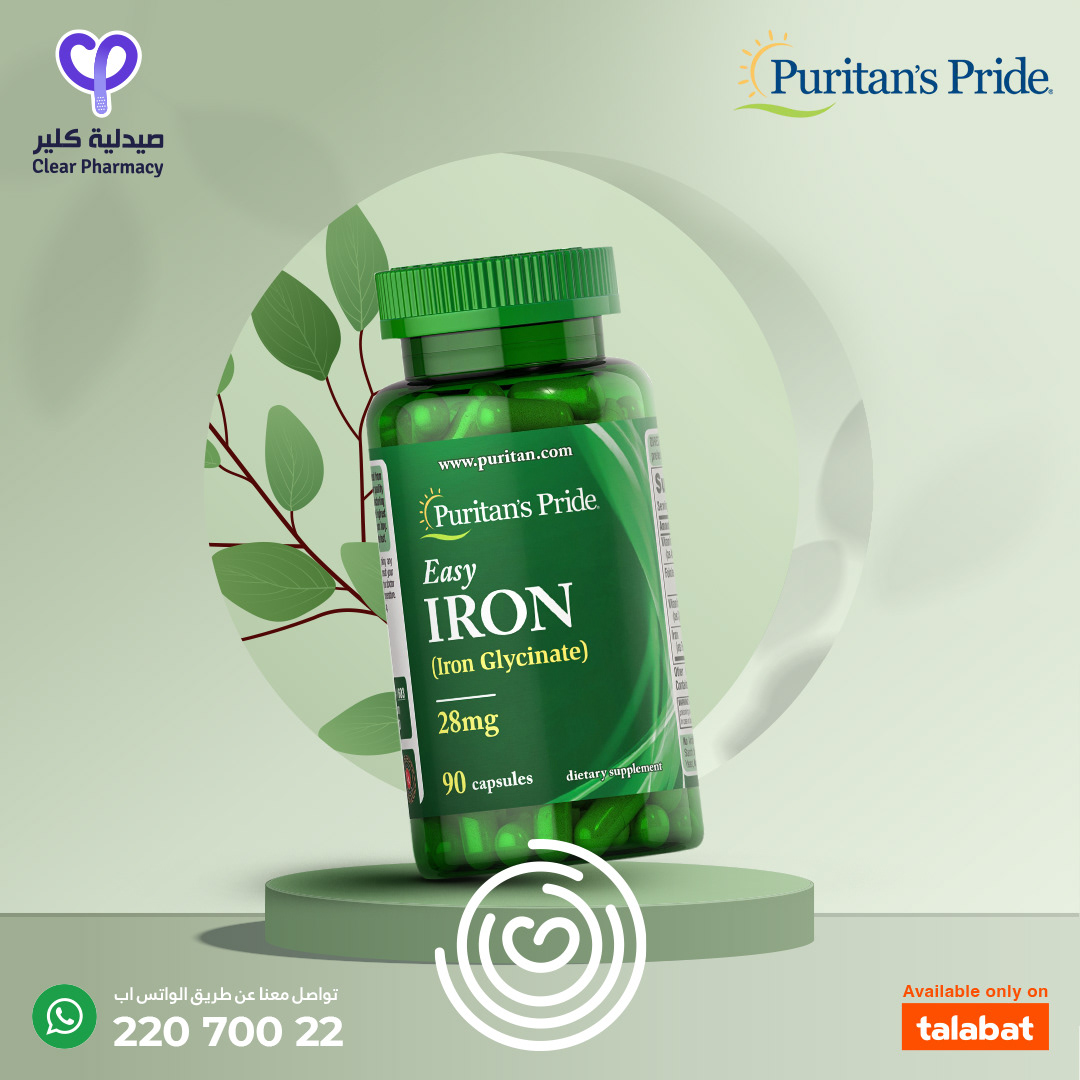 صيدلية كلير
Clear Pharmacy
Puritan's Pride
www.puritan.com
Puritan's Pride
Easy
IRON
(Iron Glycinate)
28mg
90 capsules
dietary supplement
تواصل معنا عن طريق الواتس اب
220 700 22
Available only on
talabat